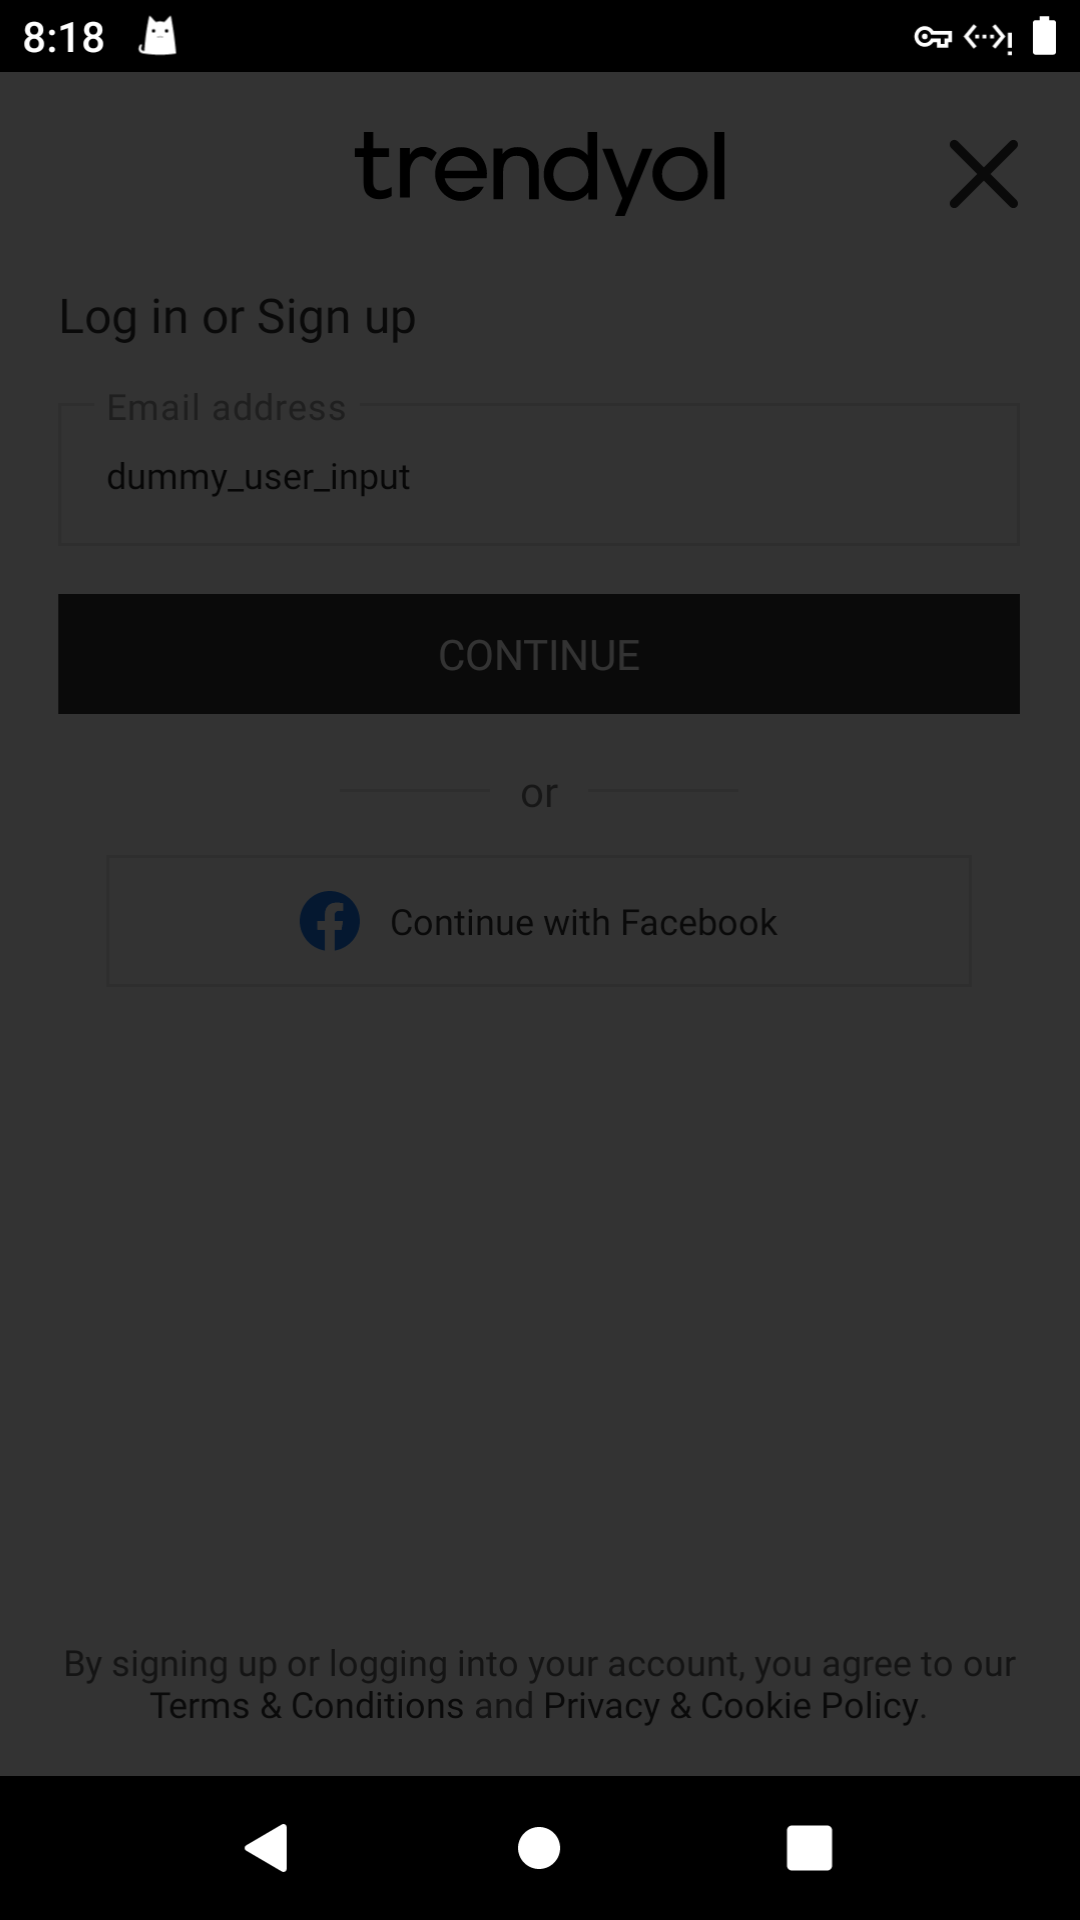 8:18
trendyol
Log in or Sign up
Email address
dummy_user_input
CONTINUE
or
Continue with Facebook
By signing up or logging into your account, you agree to our
Terms & Conditions and Privacy & Cookie Policy.